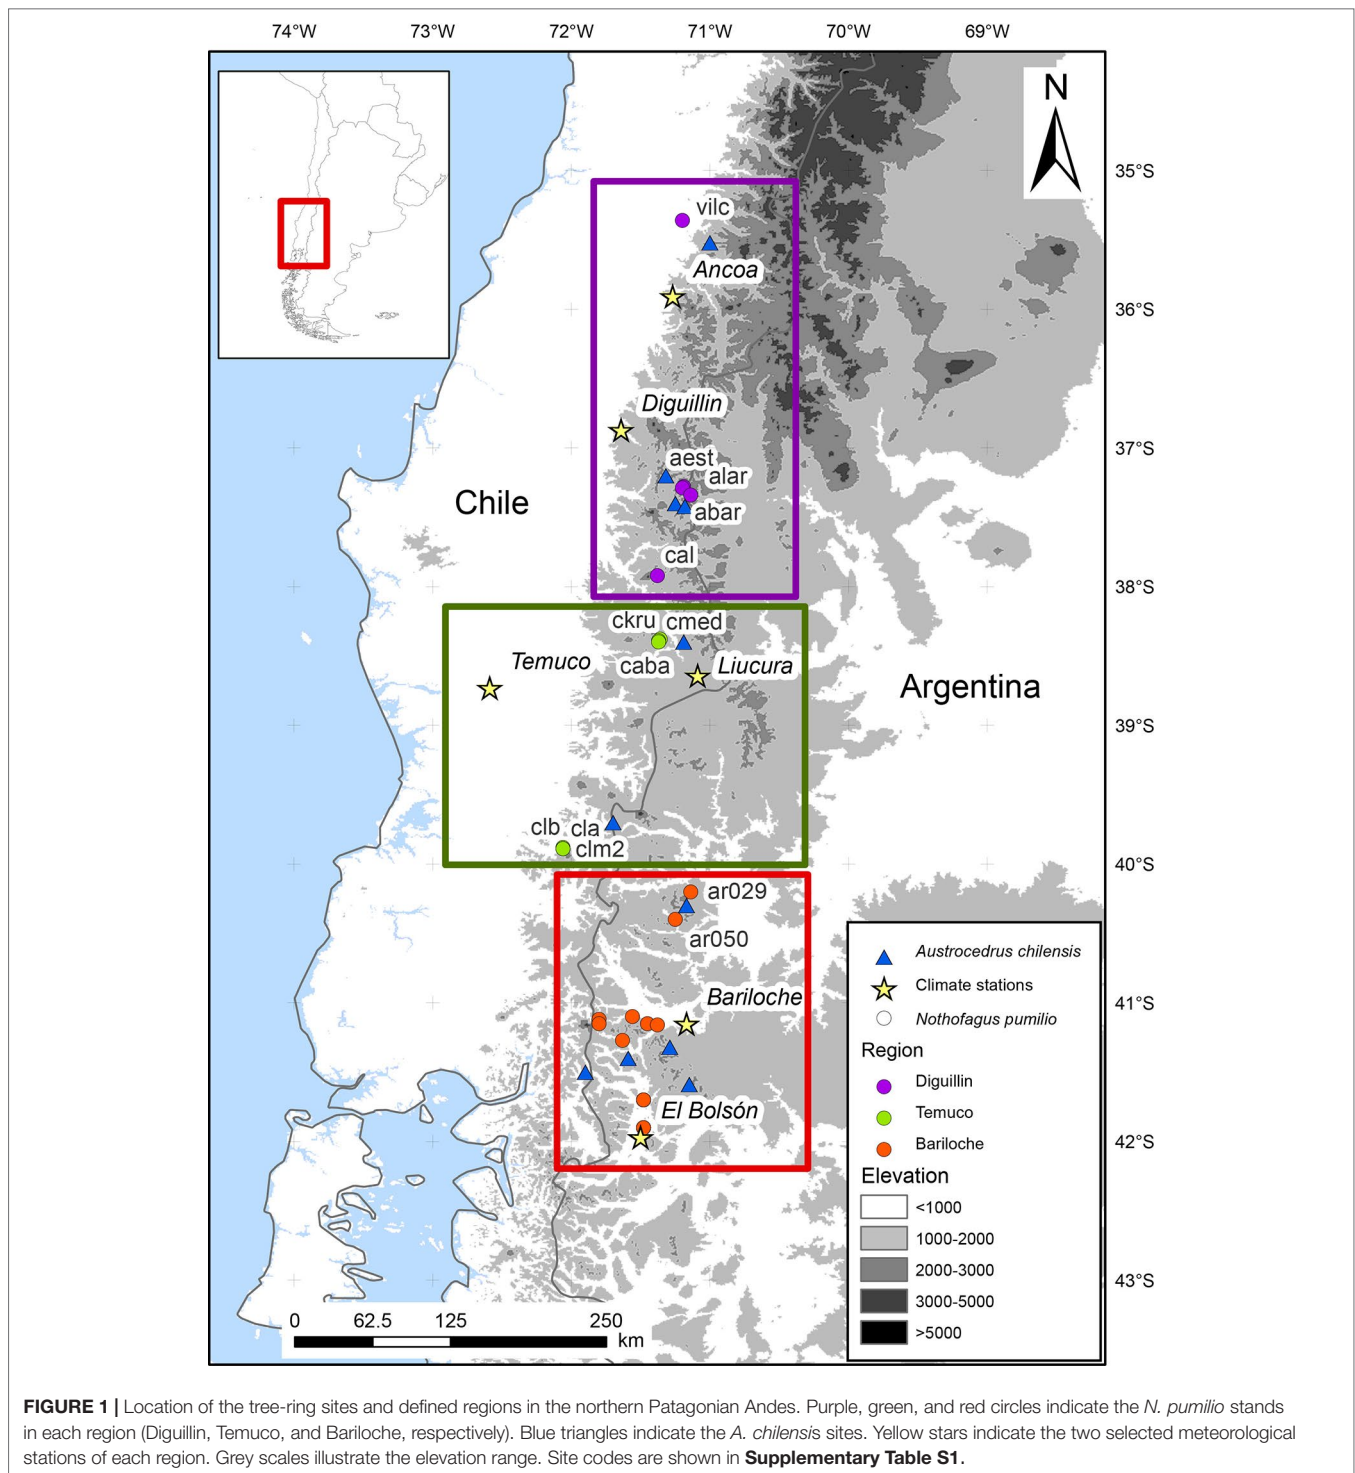 74°W 73°W 72°W 71°W 70°W 69°W
N
35°S
vilc
Ancoa
36°S
Diguillin
37°S
aest
alar
abar
Chile
cal
38°S
ckru cmed
Temuco
caba
Liucura
Argentina
39°S
clb cla
clm2
40°S
ar029
ar050
Bariloche
41°S
El Bolsón
42°S
43°S
Austrocedrus chilensis
Climate stations
Nothofagus pumilio
Region
Diguillin
Temuco
Bariloche
Elevation
<1000
1000-2000
2000-3000
3000-5000
>5000
0 62.5 125 250
km
FIGURE 1 | Location of the tree-ring sites and defined regions in the northern Patagonian Andes. Purple, green, and red circles indicate the N. pumilio stands
in each region (Diguillin, Temuco, and Bariloche, respectively). Blue triangles indicate the A. chilensis sites. Yellow stars indicate the two selected meteorological
stations of each region. Grey scales illustrate the elevation range. Site codes are shown in Supplementary Table S1.